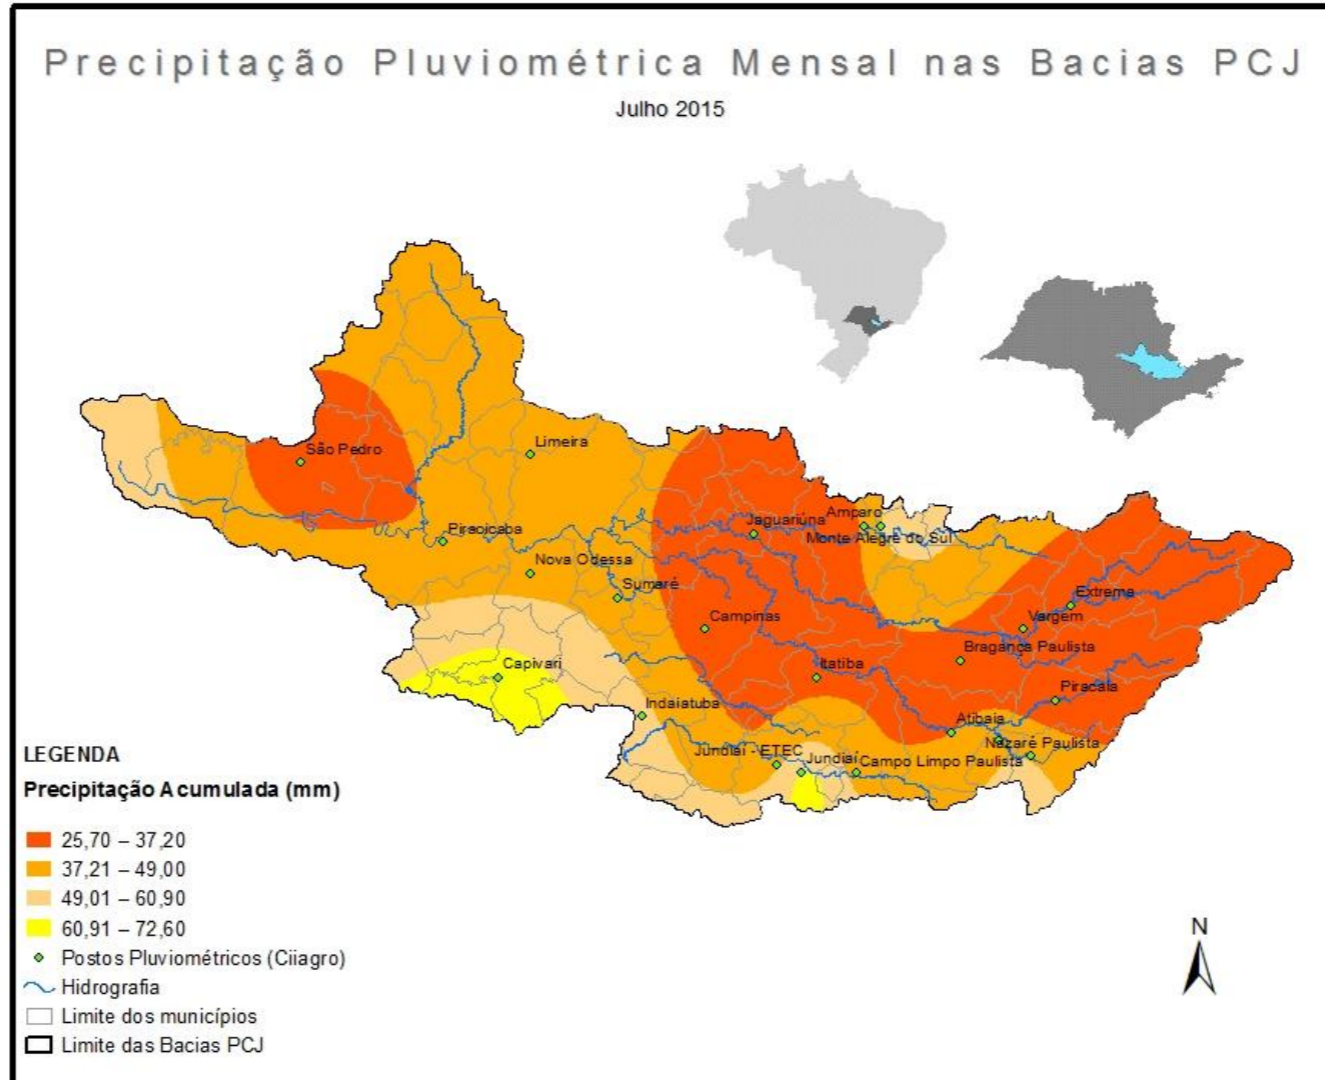 Precipitação Pluviométrica Mensal nas Bacias PCJ
Julho 2015
São Pedro
Limeira
Piracicaba
Nova Odessa
Sumaré
Jaguariúna
Amparo
Monte Alegre do Sul
Campinas
Extrema
Vargem
Bragança Paulista
Capivari
Itatiba
Piracaia
Indaiatuba
Atibaia
Jundiaí - ETEC
Jundiaí
Campo Limpo Paulista
Nazaré Paulista
LEGENDA
Precipitação Acumulada (mm)
25,70 – 37,20
37,21 – 49,00
49,01 – 60,90
60,91 – 72,60
Postos Pluviométricos (Ciiagro)
Hidrografia
Limite dos municípios
Limite das Bacias PCJ
N